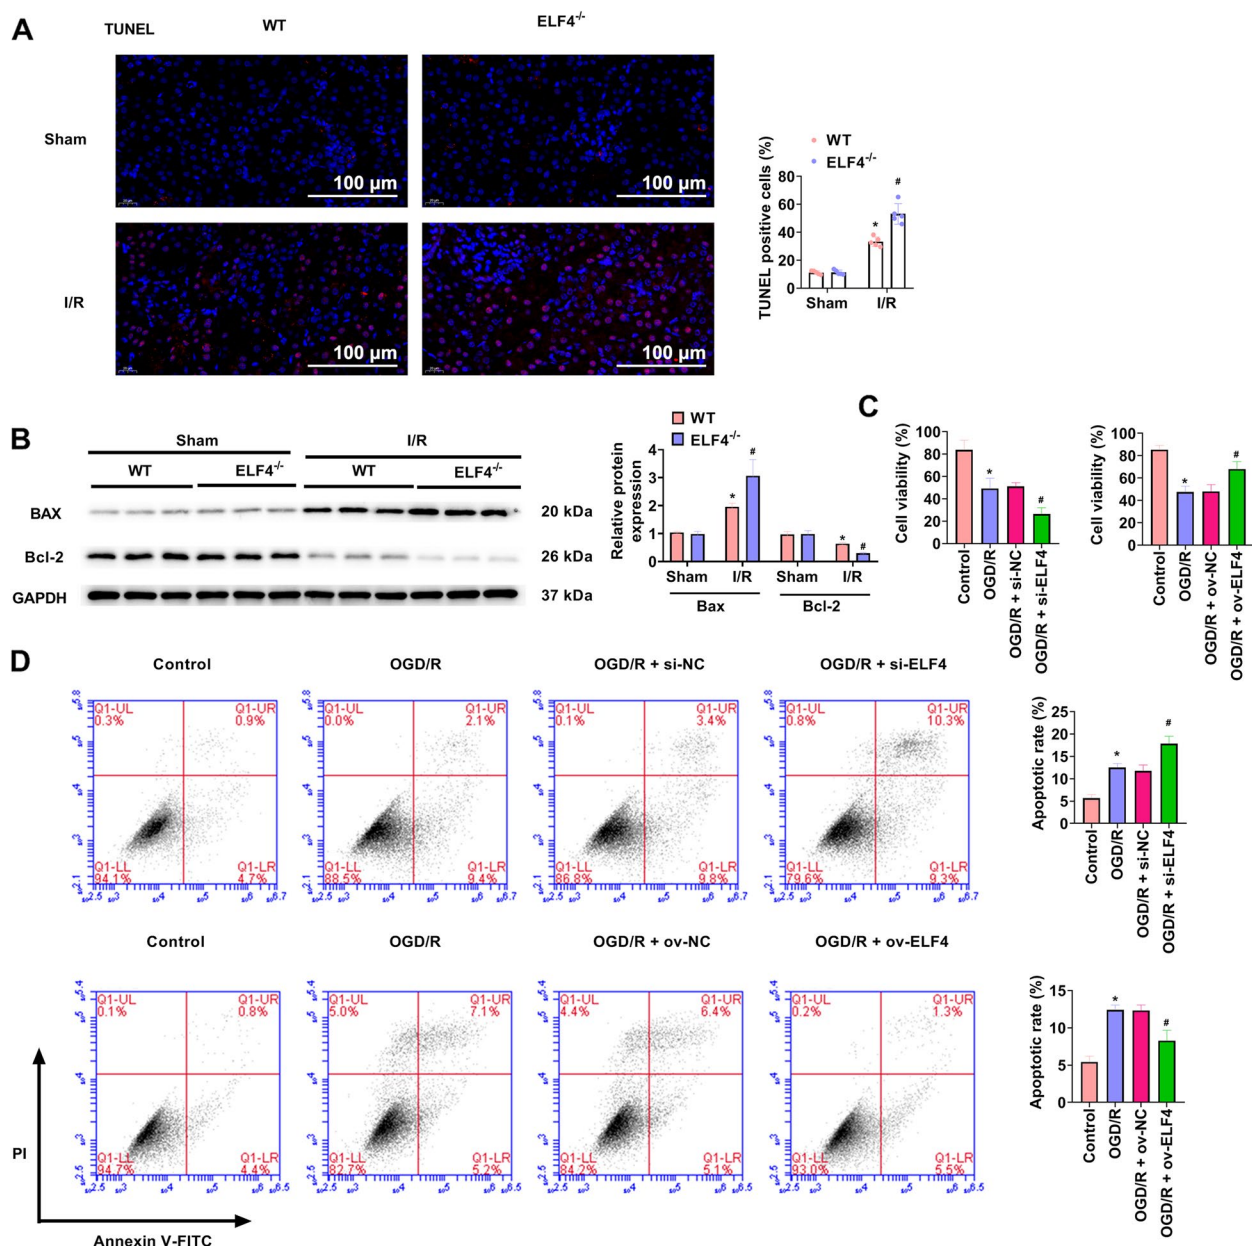 A
TUNEL WT ELF4-/-
Sham
100 µm 100 µm
I/R
100 µm 100 µm
WT
ELF4-/-
TUNEL positive cells (%)
80
60
40
20
0
* #
Sham I/R
B
Sham I/R
WT ELF4-/- WT ELF4-/-
BAX 20 kDa
Bcl-2 26 kDa
GAPDH 37 kDa
WT
ELF4-/-
Relative protein
expression
4
3
2
1
0
* # * #
Sham I/R Sham I/R
Bax Bcl-2
C
Cell viability (%)
100
80
60
40
20
0
* #
Control
OGD/R
OGD/R + si-NC
OGD/R + si-ELF4
Cell viability (%)
100
80
60
40
20
0
* #
Control
OGD/R
OGD/R + ov-NC
OGD/R + ov-ELF4
D
Control OGD/R OGD/R + si-NC OGD/R + si-ELF4
Q1-UL Q1-UR Q1-UL Q1-UR Q1-UL Q1-UR Q1-UL Q1-UR
0.3% 0.9% 0.0% 2.1% 0.1% 3.4% 0.8% 10.3%
Q1-LL Q1-LR Q1-LL Q1-LR Q1-LL Q1-LR Q1-LL Q1-LR
94.1% 4.7% 88.5% 9.4% 86.8% 9.8% 79.6% 9.3%
Apoptotic rate (%)
25
20
15
10
5
0
* #
Control
OGD/R
OGD/R + si-NC
OGD/R + si-ELF4
Control OGD/R OGD/R + ov-NC OGD/R + ov-ELF4
Q1-UL Q1-UR Q1-UL Q1-UR Q1-UL Q1-UR Q1-UL Q1-UR
0.1% 0.8% 5.0% 7.1% 4.4% 6.4% 0.2% 1.3%
Q1-LL Q1-LR Q1-LL Q1-LR Q1-LL Q1-LR Q1-LL Q1-LR
94.7% 4.4% 82.7% 5.2% 84.2% 5.1% 93.0% 5.5%
Apoptotic rate (%)
15
10
5
0
* #
Control
OGD/R
OGD/R + ov-NC
OGD/R + ov-ELF4
PI
Annexin V-FITC